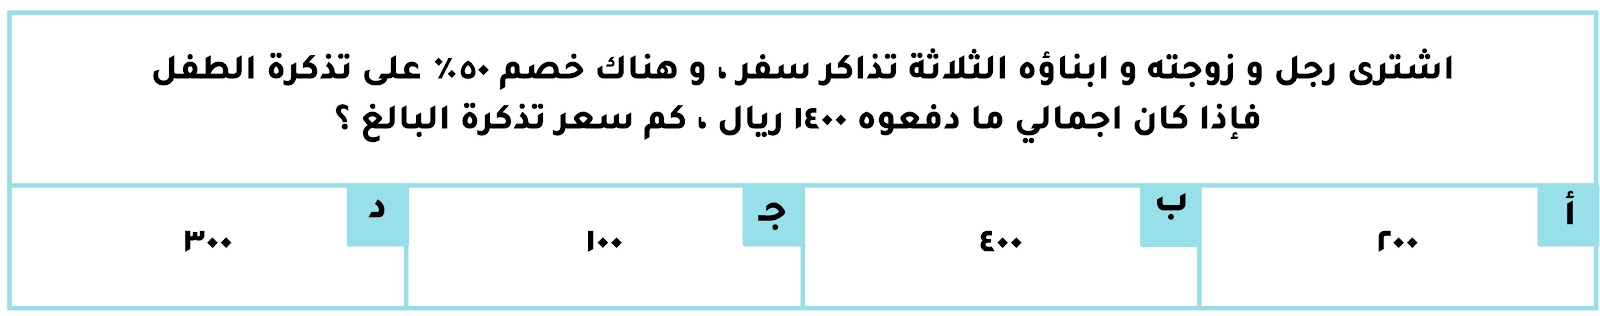 اشترى رجل و زوجته و ابناؤه الثلاثة تذاكر سفر ، و هناك خصم ٥٠٪ على تذكرة الطفل
فإذا كان اجمالي ما دفعوه ١٤٠٠ ريال ، كم سعر تذكرة البالغ ؟
أ
٢٠٠
ب
٤٠٠
جـ
١٠٠
د
٣٠٠